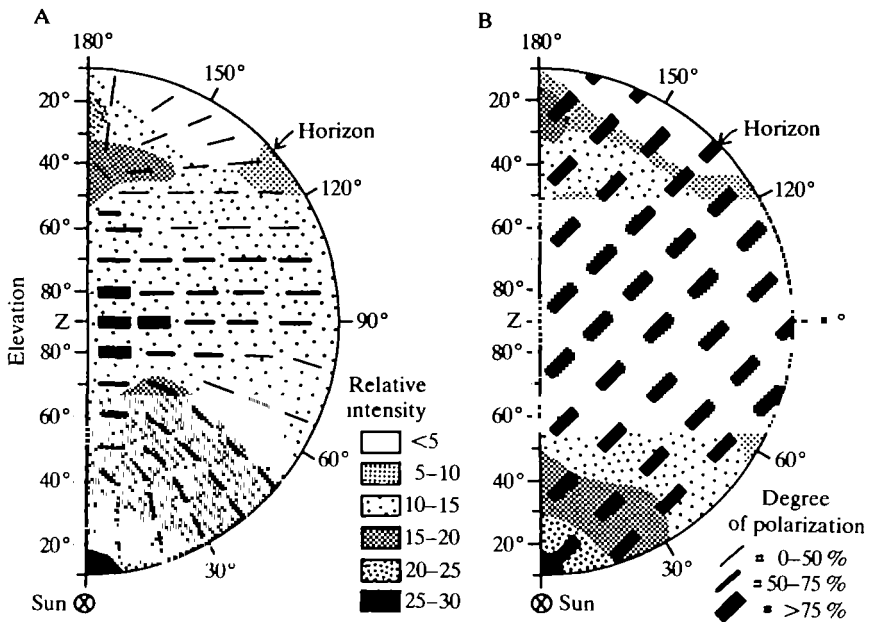 A
180°
150°
Horizon
120°
90°
60°
30°
20°
40°
60°
80°
Z
80°
60°
40°
20°
Elevation
Sun
Relative
intensity
<5
5–10
10–15
15–20
20–25
25–30
B
180°
150°
Horizon
120°
°
60°
30°
20°
40°
60°
80°
Z
80°
60°
40°
20°
Sun
Degree
of polarization
0–50 %
50–75 %
>75 %